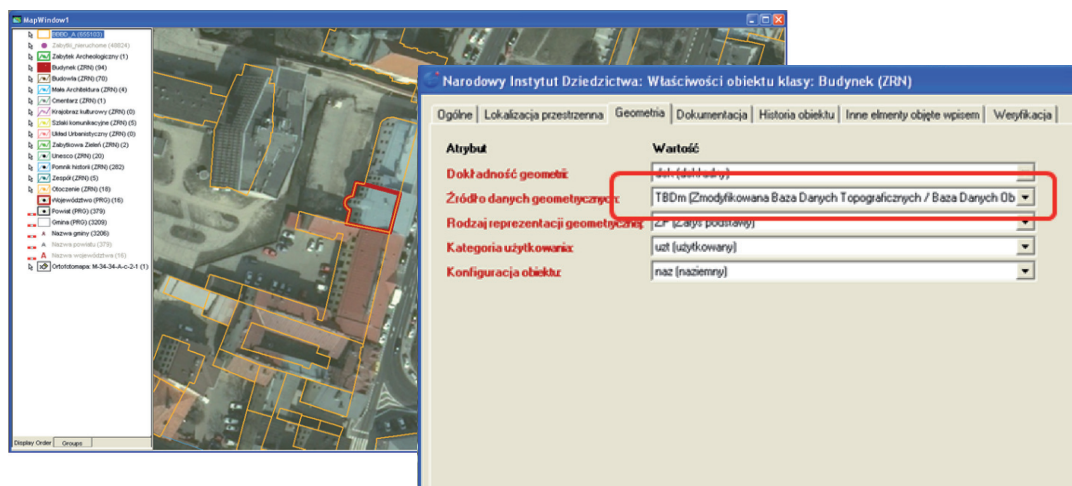 MapWindow1
BBBD_A (855103)
Zabytki_nieruchome (49824)
Zabytek Archeologiczny (1)
Budynek (ZRN) (94)
Budowla (ZRN) (70)
Mała Architektura (ZRN) (4)
Cmentarz (ZRN) (1)
Krajobraz kulturowy (ZRN) (0)
Szlaki komunikacyjne (ZRN) (5)
Układ Urbanistyczny (ZRN) (0)
Zabytkowa Zieleń (ZRN) (2)
Unesco (ZRN) (20)
Pomnik historii (ZRN) (282)
Zespół (ZRN) (5)
Otoczenie (ZRN) (18)
Województwo (PRG) (16)
Powiat (PRG) (379)
Gmina (PRG) (3209)
A Nazwa gminy (3206)
A Nazwa powiatu (379)
A Nazwa województwa (16)
Ortofotomapa: M-34-34-A-c-2-1 (1)
Display Order Groups
Narodowy Instytut Dziedzictwa: Właściwości obiektu klasy: Budynek (ZRN)
Ogólne Lokalizacja przestrzenna Geometria Dokumentacja Historia obiektu Inne elmenty objęte wpisem Weryfikacja
Atrybut Wartość
Dokładność geometrii: dok (dokładny)
Źródło danych geometrycznych: TBDm (Zmodyfikowana Baza Danych Topograficznych / Baza Danych Ob
Rodzaj reprezentacji geometrycznej: ZP (Zarys podstawy)
Kategoria użytkowania: uzt (użytkowany)
Konfiguracja obiektu: naz (naziemny)